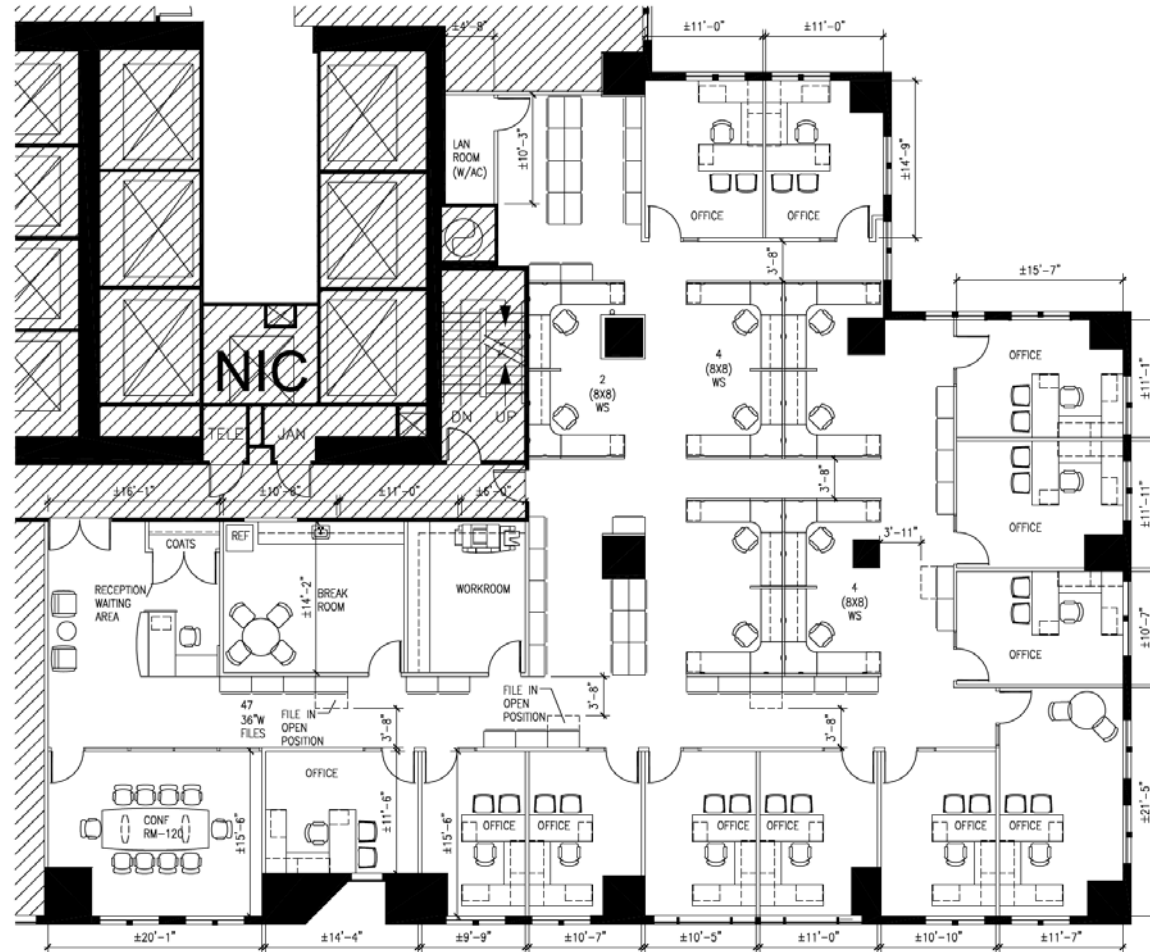 ±4'-8"
±11'-0"
±11'-0"
LAN
ROOM
(W/AC)
±10'-3"
±14'-9"
OFFICE
OFFICE
3'-8"
±15'-7"
NIC
TELE
JAN
DN
UP
2
(8X8)
WS
4
(8X8)
WS
OFFICE
±11'-1"
3'-8"
OFFICE
±11'-11"
±16'-1"
±10'-8"
±11'-0"
±6'-0"
COATS
REF
RECEPTION
WAITING
AREA
±14'-2"
BREAK
ROOM
WORKROOM
3'-11"
4
(8X8)
WS
±10'-7"
OFFICE
47
36"W
FILES
FILE IN
OPEN
POSITION
3'-8"
FILE IN
OPEN
POSITION
3'-8"
3'-8"
OFFICE
CONF
RM-120
±15'-6"
±11'-6"
±15'-6"
OFFICE
OFFICE
OFFICE
OFFICE
OFFICE
OFFICE
±21'-5"
±20'-1"
±14'-4"
±9'-9"
±10'-7"
±10'-5"
±11'-0"
±10'-10"
±11'-7"